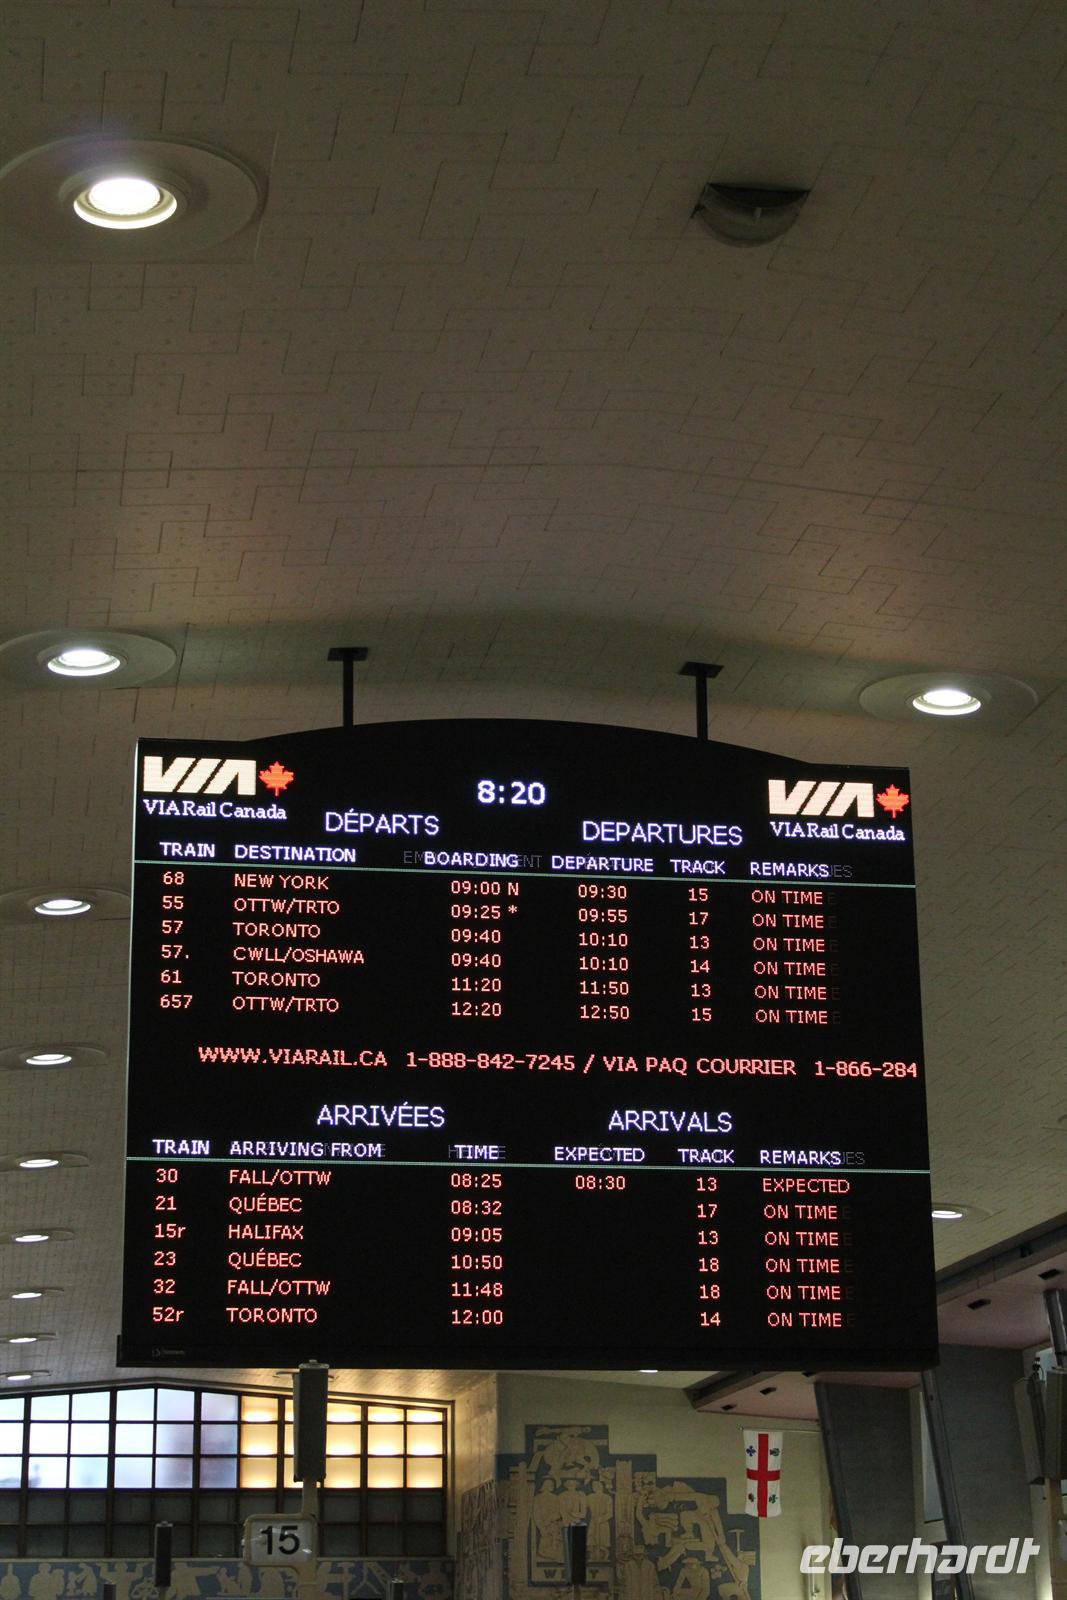 VIA VIA
VIA Rail Canada 8:20 VIA Rail Canada
DÉPARTS DEPARTURES
TRAIN DESTINATION BOARDING DEPARTURE TRACK REMARKS
68 NEW YORK 09:00 N 09:30 15 ON TIME
55 OTTW/TRTO 09:25 * 09:55 17 ON TIME
57 TORONTO 09:40 10:10 13 ON TIME
57. CWLL/OSHAWA 09:40 10:10 14 ON TIME
61 TORONTO 11:20 11:50 13 ON TIME
657 OTTW/TRTO 12:20 12:50 15 ON TIME
WWW.VIARAIL.CA 1-888-842-7245 / VIA PAQ COURRIER 1-866-284
ARRIVÉES ARRIVALS
TRAIN ARRIVING FROM TIME EXPECTED TRACK REMARKS
30 FALL/OTTW 08:25 08:30 13 EXPECTED
21 QUÉBEC 08:32 17 ON TIME
15r HALIFAX 09:05 13 ON TIME
23 QUÉBEC 10:50 18 ON TIME
32 FALL/OTTW 11:48 18 ON TIME
52r TORONTO 12:00 14 ON TIME
15
eberhardt